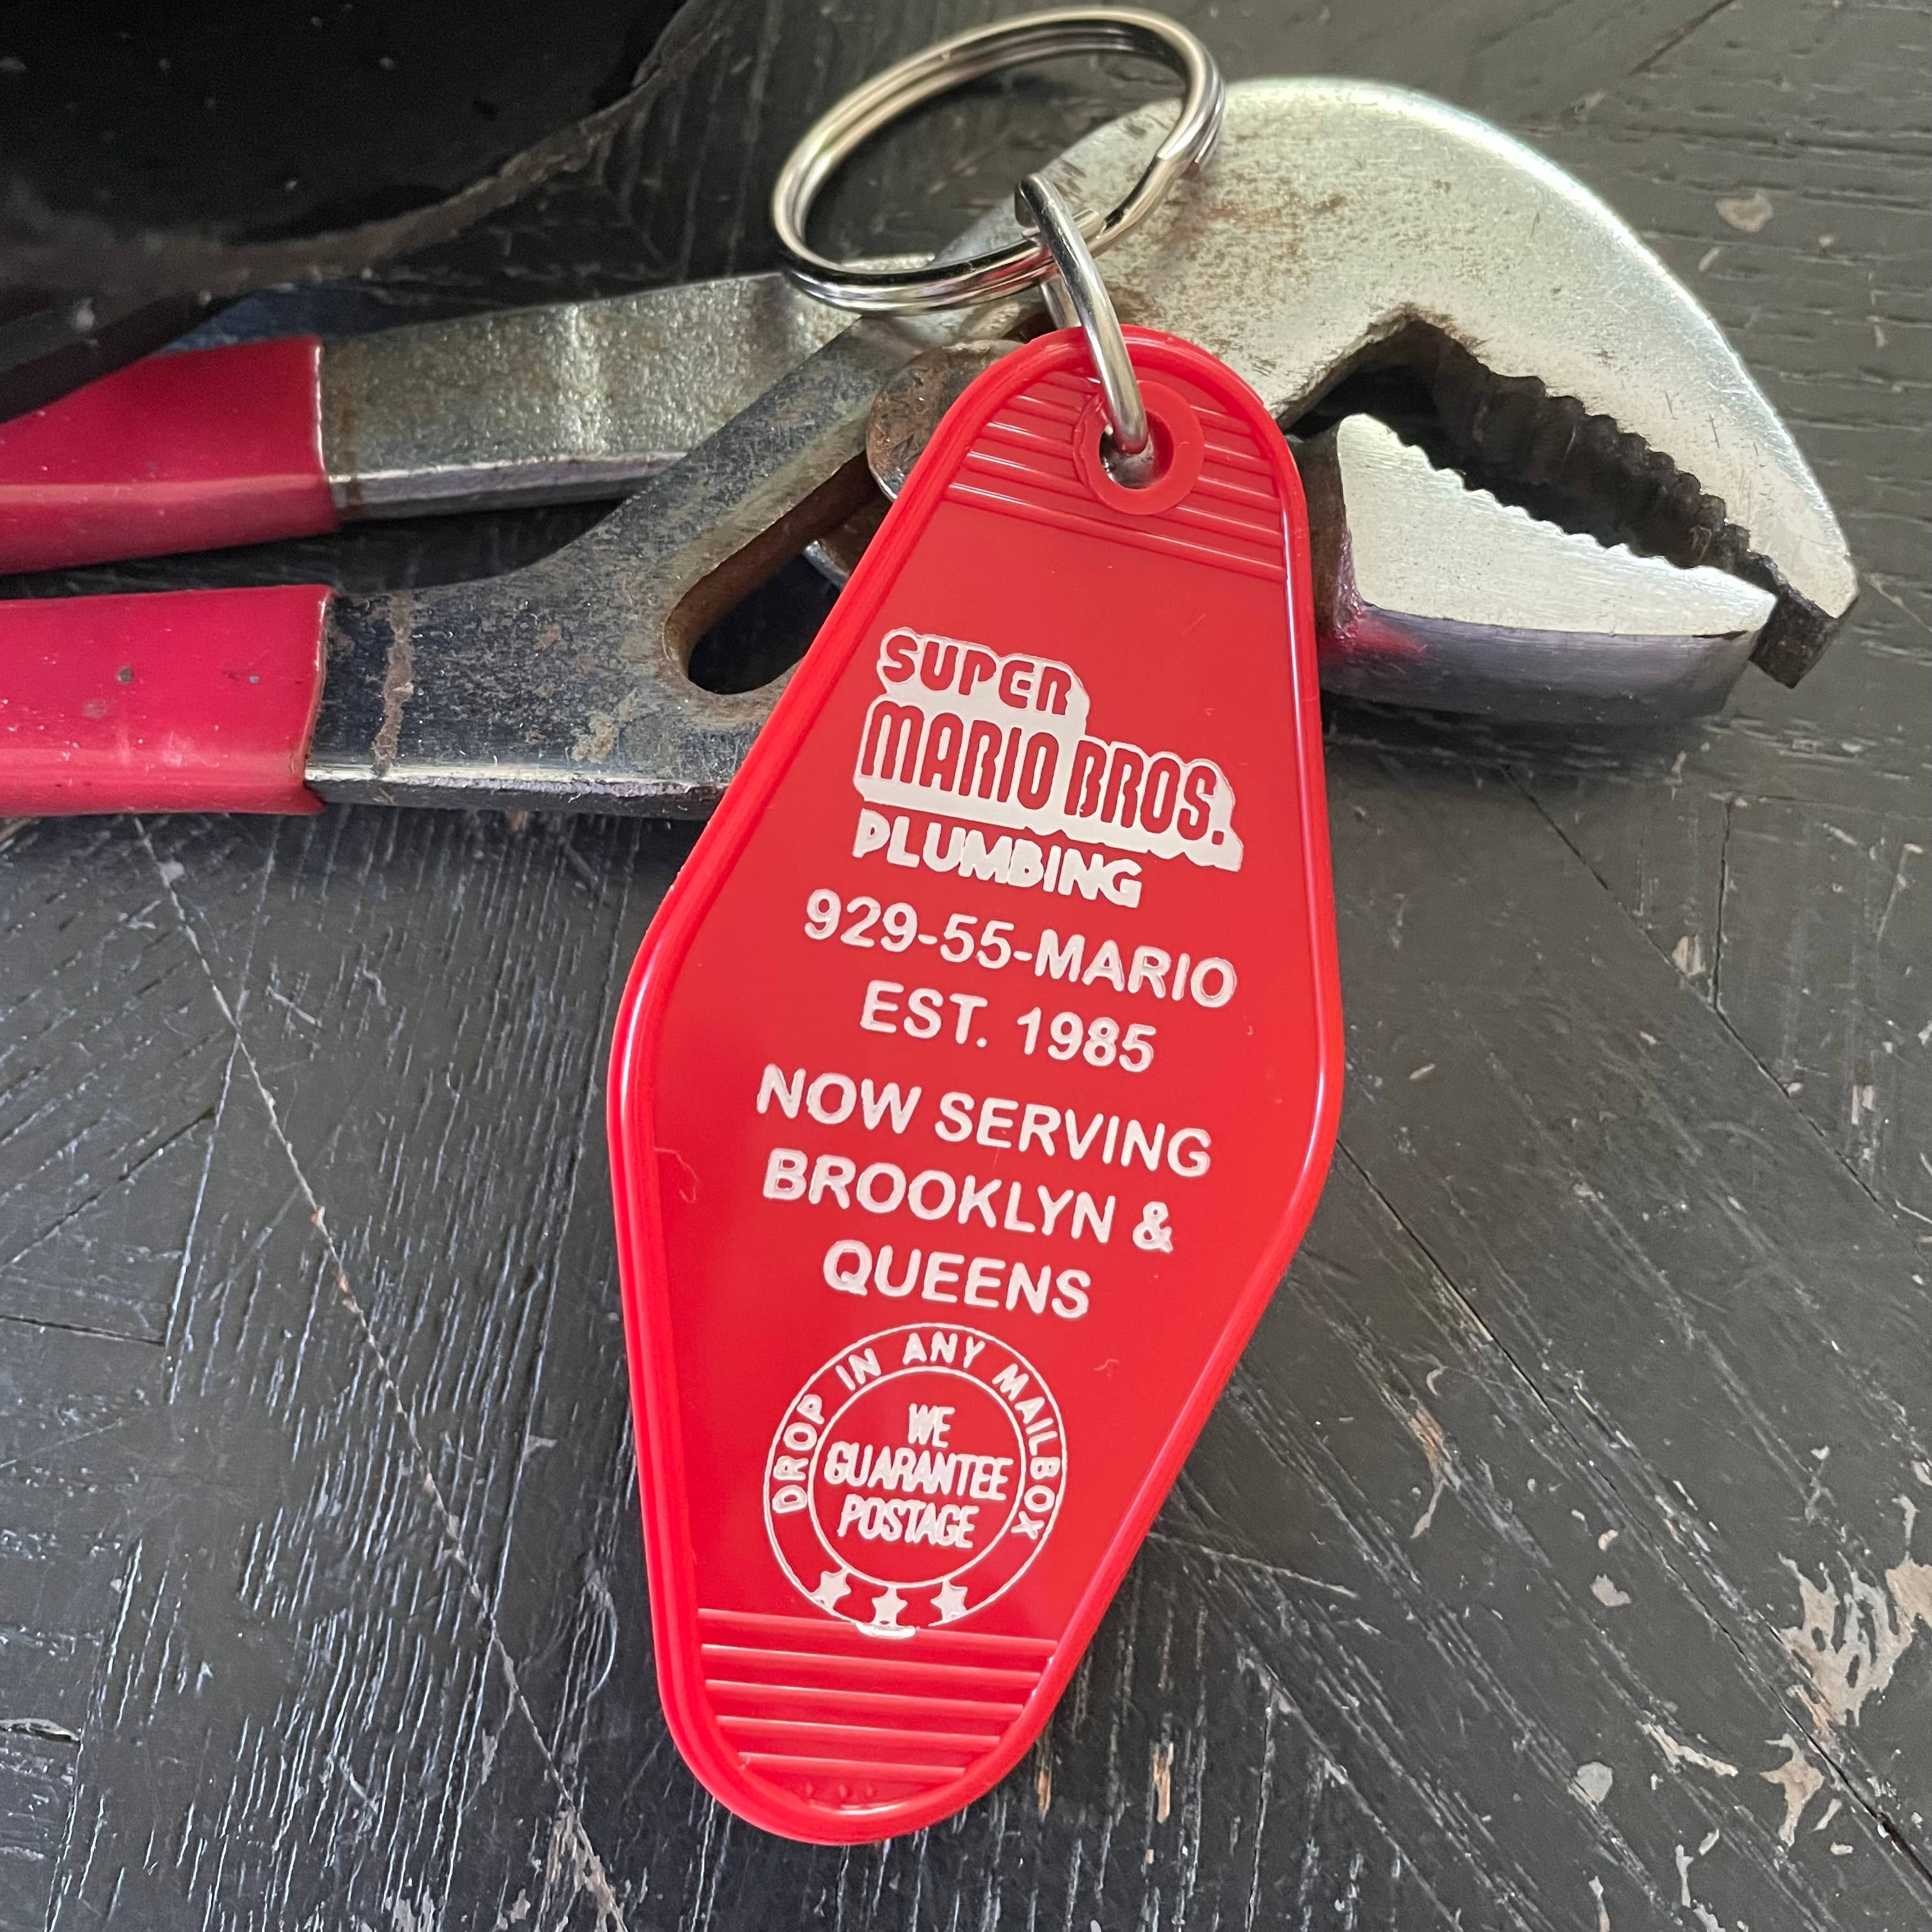 SUPER
MARIO BROS.
PLUMBING
929-55-MARIO
EST. 1985
NOW SERVING
BROOKLYN &
QUEENS
DROP IN ANY MAILBOX
WE
GUARANTEE
POSTAGE